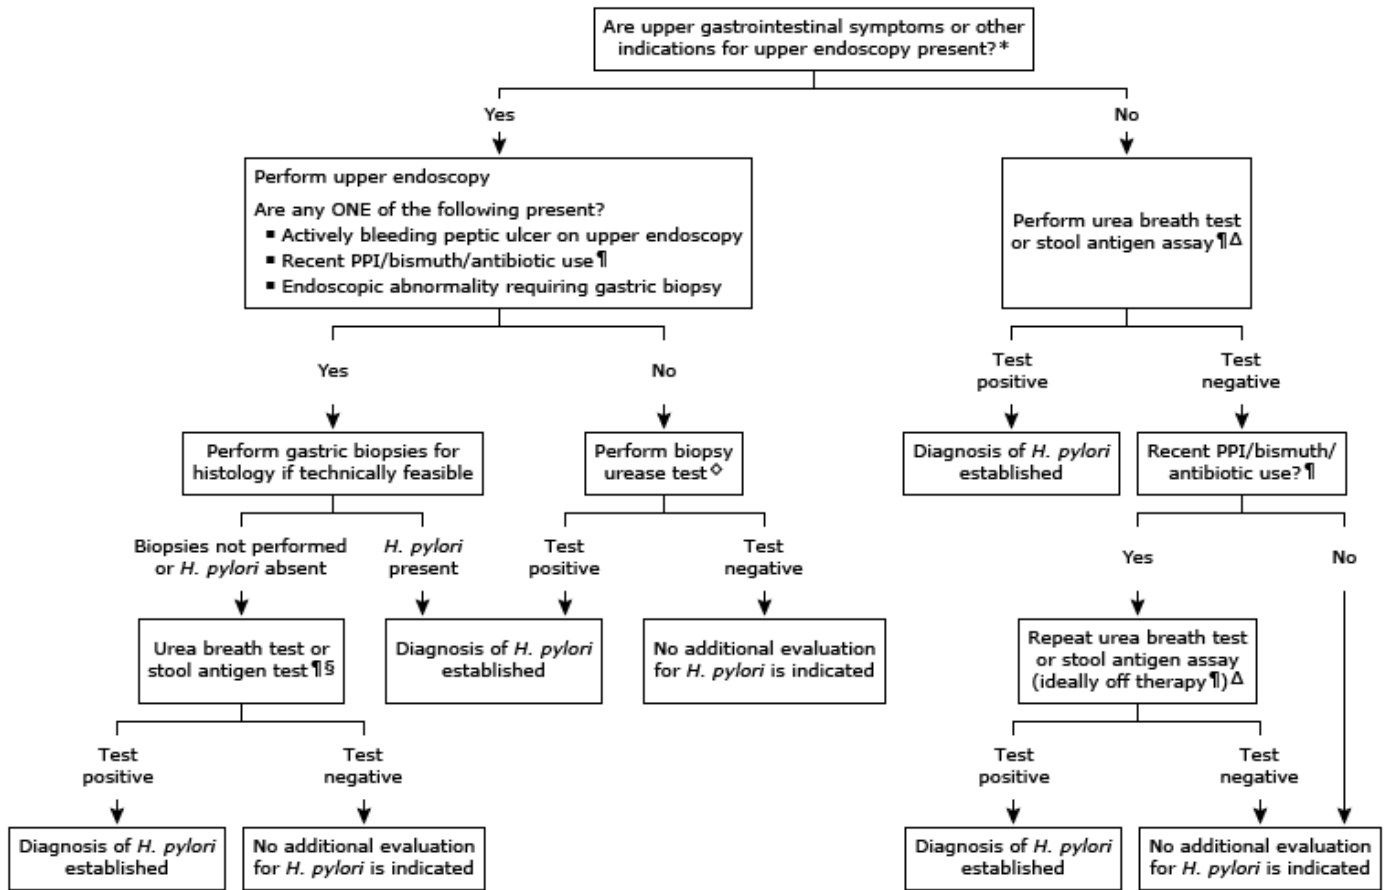 Are upper gastrointestinal symptoms or other
indications for upper endoscopy present?*
Yes
No
Perform upper endoscopy
Are any ONE of the following present?
▪ Actively bleeding peptic ulcer on upper endoscopy
▪ Recent PPI/bismuth/antibiotic use¶
▪ Endoscopic abnormality requiring gastric biopsy
Perform urea breath test
or stool antigen assay¶Δ
Yes
No
Test
positive
Test
negative
Perform gastric biopsies for
histology if technically feasible
Perform biopsy
urease test◇
Diagnosis of H. pylori
established
Recent PPI/bismuth/
antibiotic use?¶
Biopsies not performed
or H. pylori absent
H. pylori
present
Test
positive
Test
negative
Yes
No
Urea breath test or
stool antigen test¶§
Diagnosis of H. pylori
established
No additional evaluation
for H. pylori is indicated
Repeat urea breath test
or stool antigen assay
(ideally off therapy¶)Δ
Test
positive
Test
negative
Test
positive
Test
negative
Diagnosis of H. pylori
established
No additional evaluation
for H. pylori is indicated
Diagnosis of H. pylori
established
No additional evaluation
for H. pylori is indicated